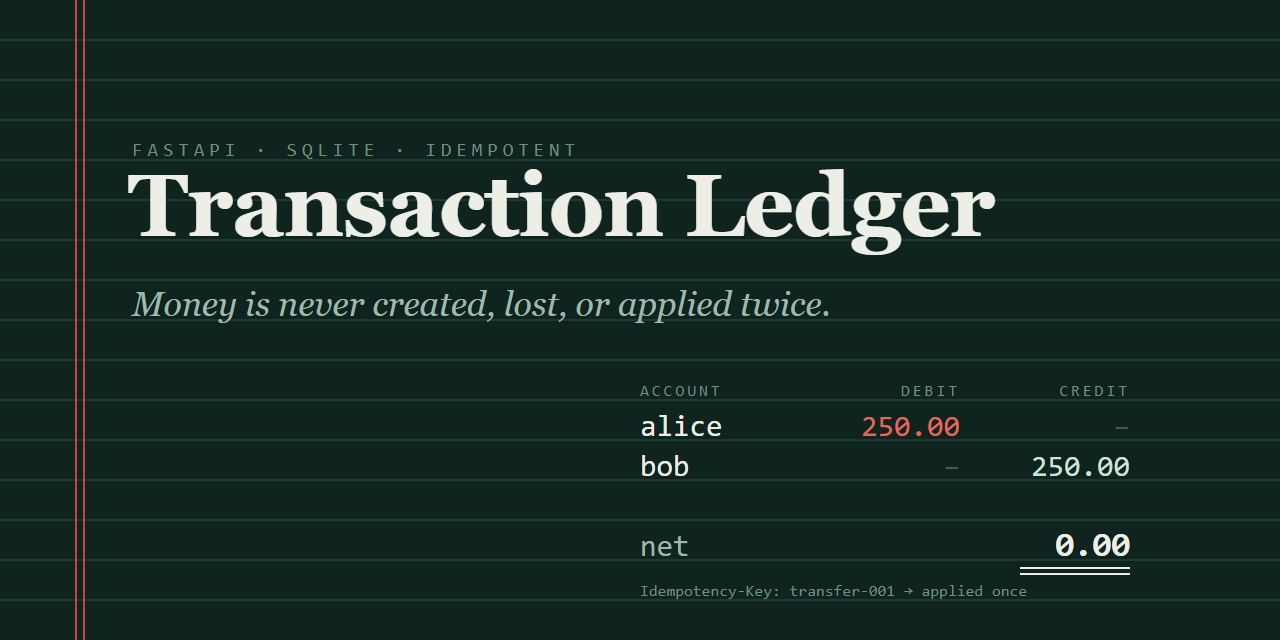 FASTAPI · SQLITE · IDEMPOTENT
Transaction Ledger
Money is never created, lost, or applied twice.
ACCOUNT DEBIT CREDIT
alice 250.00 —
bob — 250.00
net 0.00
Idempotency-Key: transfer-001 → applied once